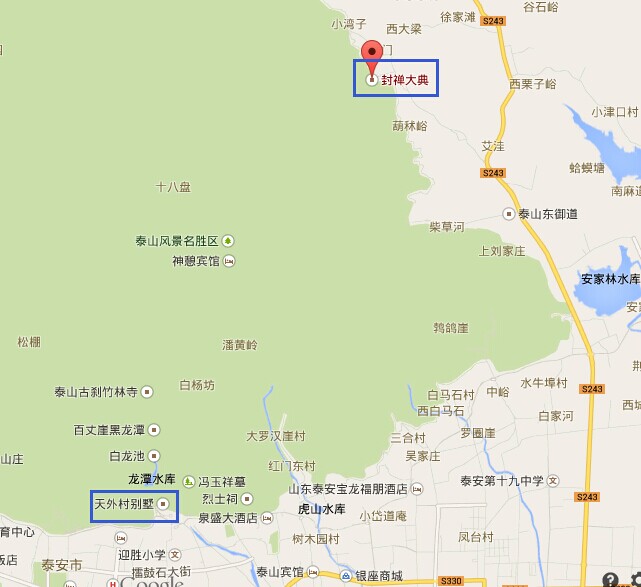 谷石峪
小湾子
徐家滩
S243
西大梁
门
封禅大典
西栗子峪
小津口村
葫秫峪
艾洼
蛤蟆塘
S243
十八盘
南麻道
泰山东御道
柴草河
泰山风景名胜区
上刘家庄
神憩宾馆
安家林水库
安
鹁鸽崖
松棚
潘黄岭
荆
水牛埠村
白杨坊
S243
泰山古刹竹林寺
白马石村
中峪
西白马石
西城
白家河
百丈崖黑龙潭
大罗汉崖村
三合村
罗圈崖
白龙池
吴家庄
山庄
红门东村
龙潭水库
冯玉祥墓
泰安第十九中学
山东泰安宝龙福朋酒店
烈士祠
天外村别墅
虎山水库
泉盛大酒店
小岱道庵
育中心
树木园村
凤台村
迎胜小学
饭店
泰安市
擂鼓石大街
泰山宾馆
银座商城
S330
Google